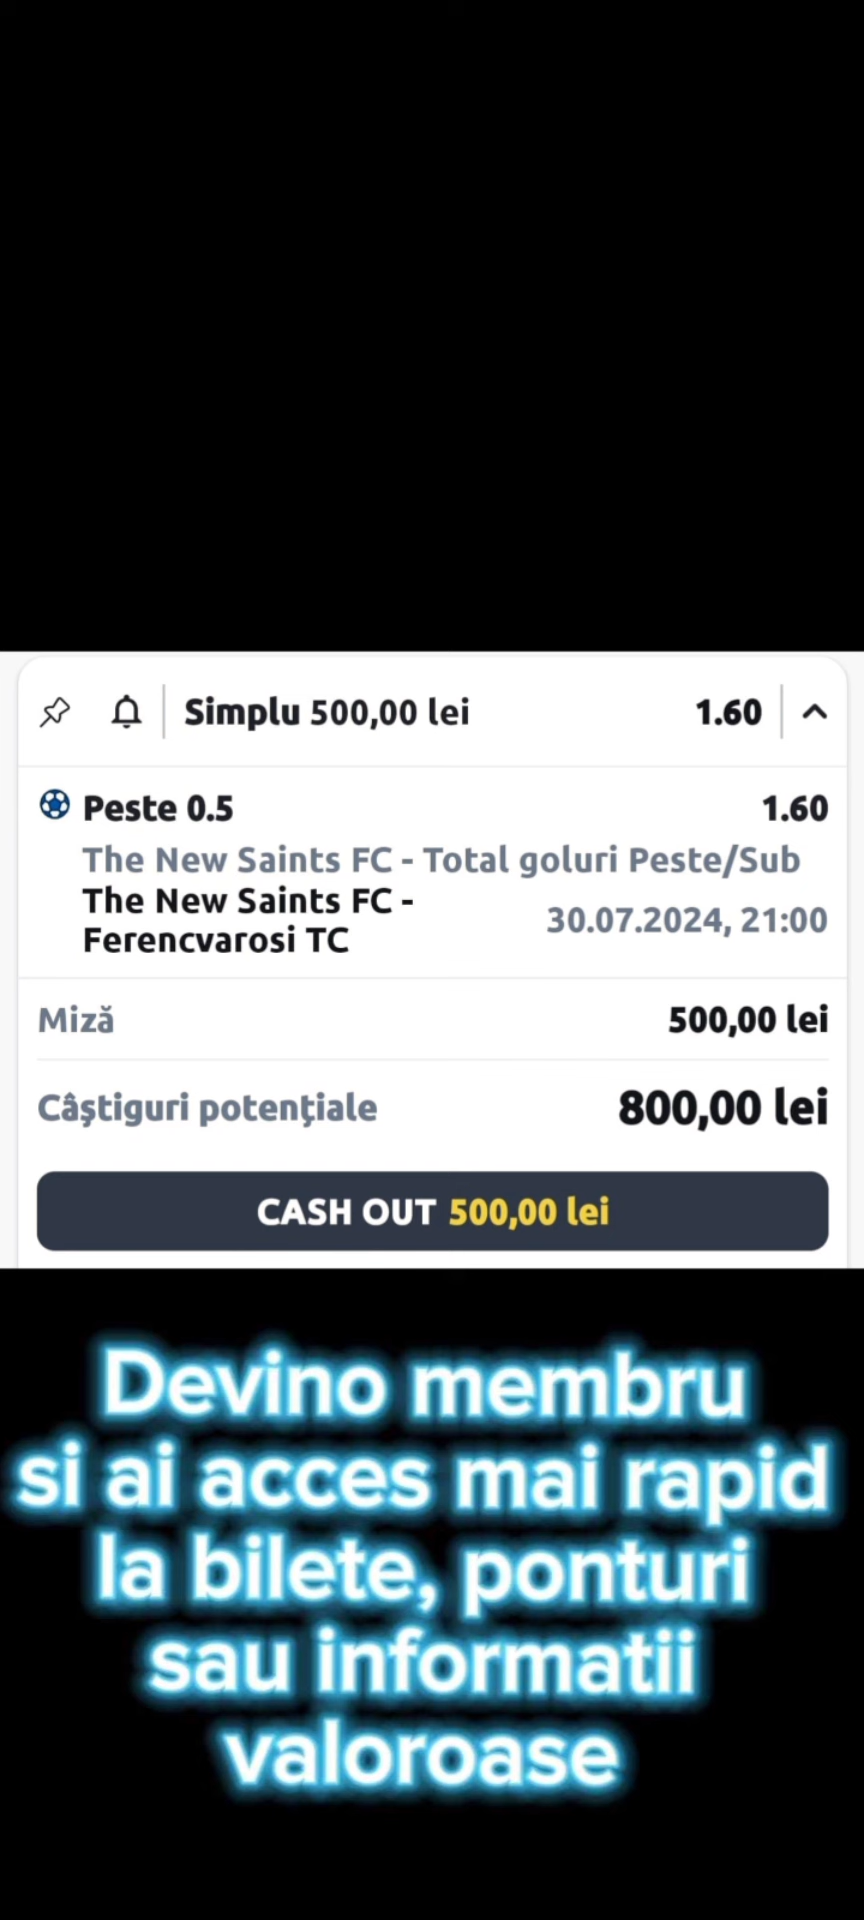 Simplu 500,00 lei 1.60
Peste 0.5 1.60
The New Saints FC - Total goluri Peste/Sub
The New Saints FC -
Ferencvarosi TC
30.07.2024, 21:00
Miză 500,00 lei
Câştiguri potenţiale 800,00 lei
CASH OUT 500,00 lei
Devino membru
si ai acces mai rapid
la bilete, ponturi
sau informatii
valoroase